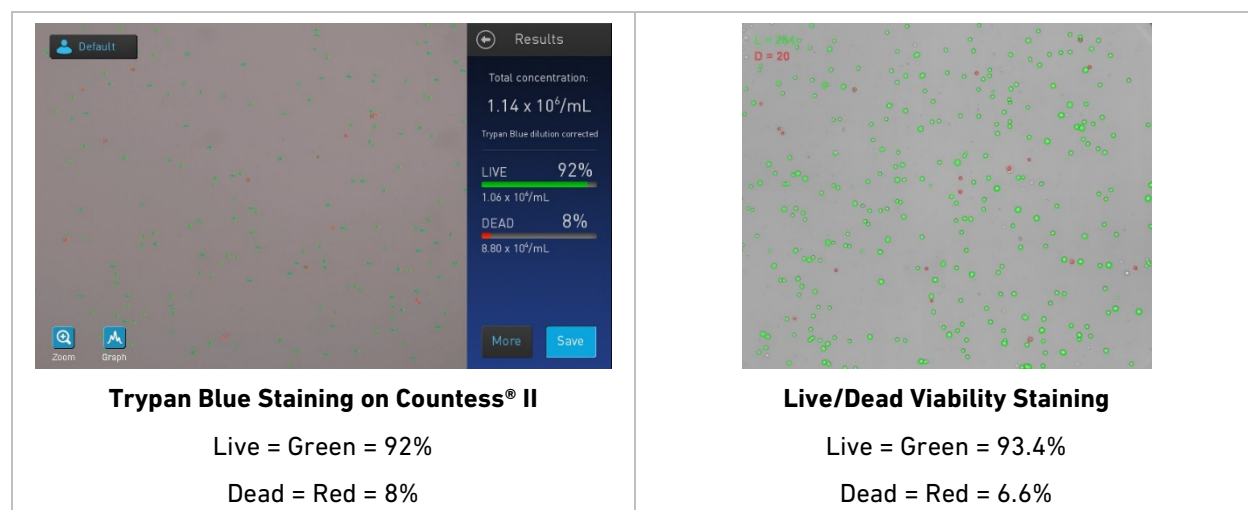 Default
Results
Total concentration:
1.14 x 10⁶/mL
Trypan Blue dilution corrected
LIVE 92%
1.06 x 10⁶/mL
DEAD 8%
8.80 x 10⁴/mL
Zoom
Graph
More
Save
Trypan Blue Staining on Countess® II
Live = Green = 92%
Dead = Red = 8%
D = 20
Live/Dead Viability Staining
Live = Green = 93.4%
Dead = Red = 6.6%